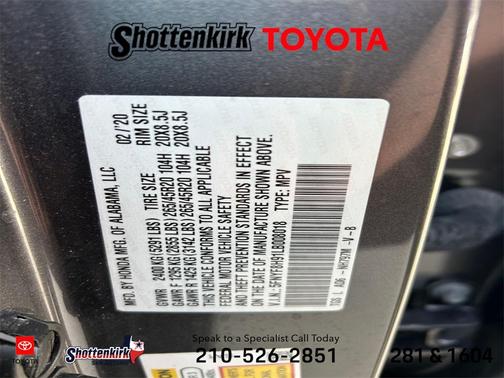 Shottenkirk TOYOTA
MFD. BY HONDA MFG. OF ALABAMA, LLC 02/'20
GVWR 2400 KG(5291 LBS) TIRE SIZE RIM SIZE
GAWR F 1295 KG(2855 LBS) 265/45R20 104H 20X8.5J
GAWR R 1425 KG(3142 LBS) 265/45R20 104H 20X8.5J
THIS VEHICLE CONFORMS TO ALL APPLICABLE
FEDERAL MOTOR VEHICLE SAFETY
AND THEFT PREVENTION STANDARDS IN EFFECT
ON THE DATE OF MANUFACTURE SHOWN ABOVE.
TYPE: MPV
TGS L AOR -NH797M -V-B
Speak to a Specialist Call Today
TOYOTA Shottenkirk 210-526-2851 281 & 1604